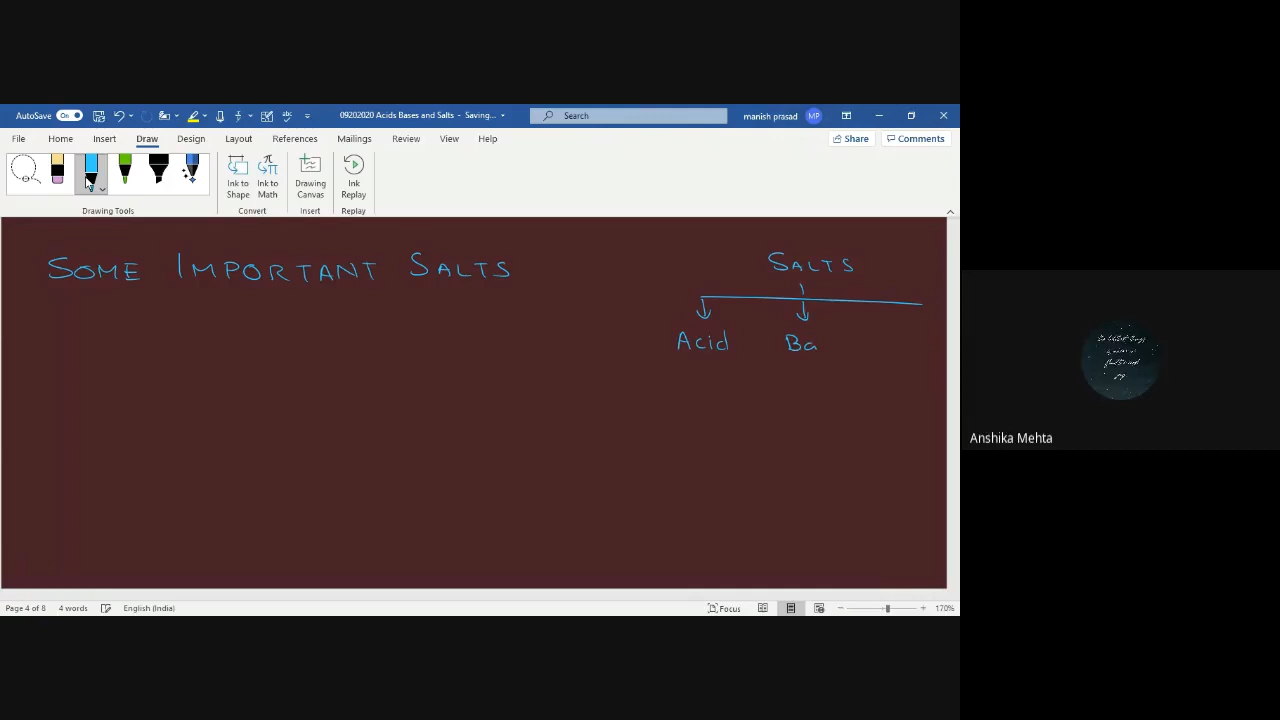 AutoSave On 09202020 Acids Bases and Salts - Saving... Search manish prasad MP
File Home Insert Draw Design Layout References Mailings Review View Help Share Comments
Ink to Shape Ink to Math Drawing Canvas Ink Replay
Drawing Tools Convert Insert Replay
SOME IMPORTANT SALTS
SALTS
Acid Ba
Anshika Mehta
Page 4 of 8 4 words English (India) Focus 170%